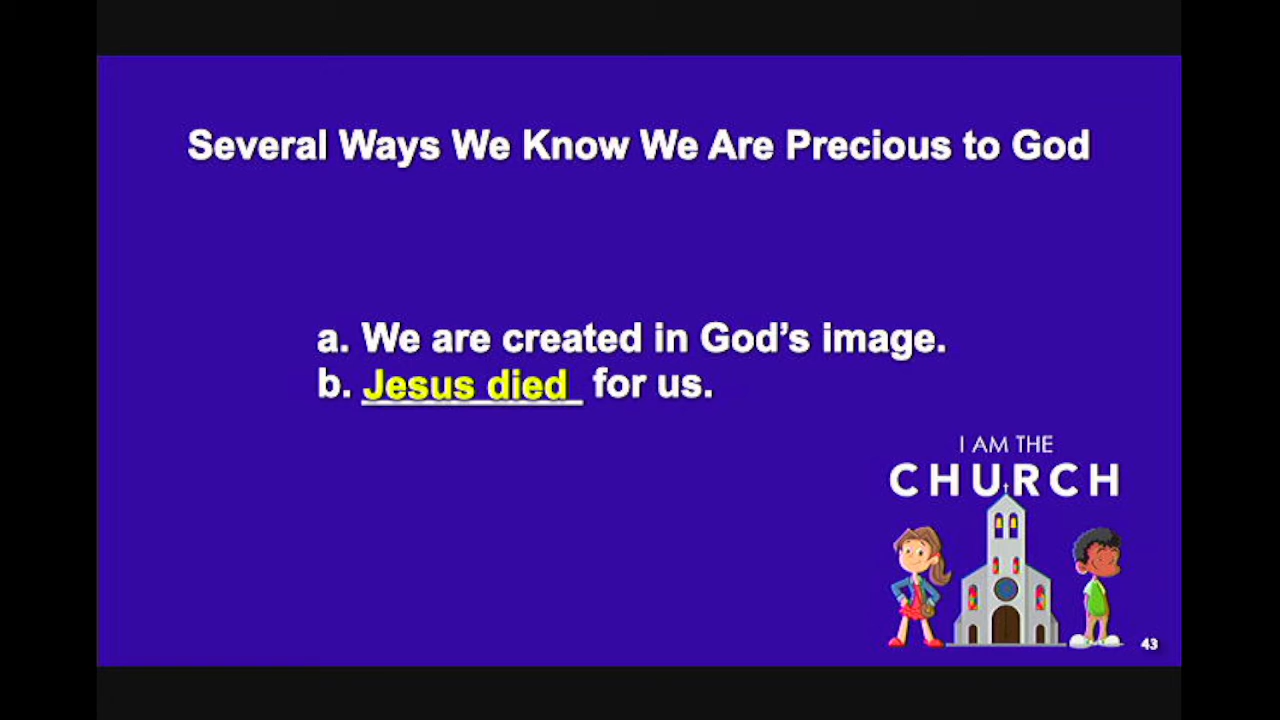 Several Ways We Know We Are Precious to God
a. We are created in God’s image.
b. Jesus died for us.
I AM THE
CHURCH
43